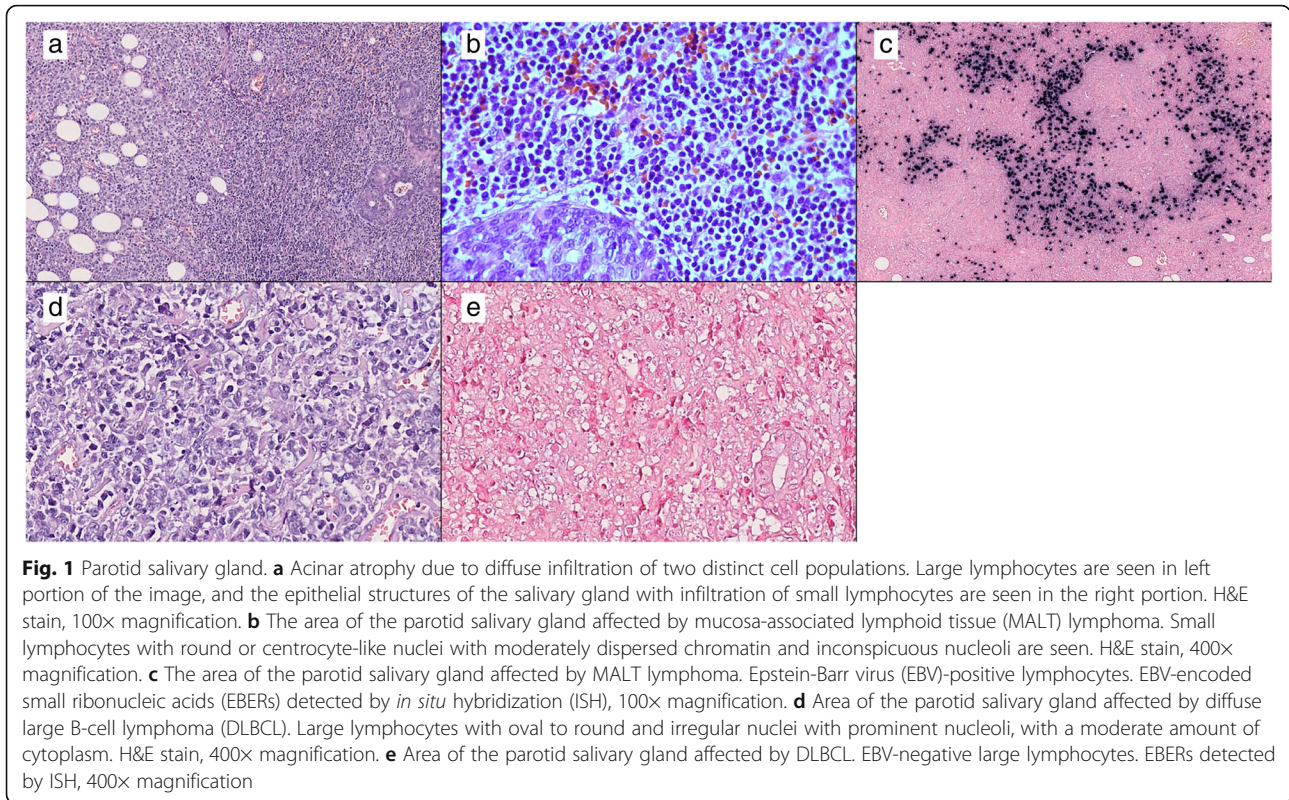 a
b
c
d
e
Fig. 1 Parotid salivary gland. a Acinar atrophy due to diffuse infiltration of two distinct cell populations. Large lymphocytes are seen in left
portion of the image, and the epithelial structures of the salivary gland with infiltration of small lymphocytes are seen in the right portion. H&E
stain, 100× magnification. b The area of the parotid salivary gland affected by mucosa-associated lymphoid tissue (MALT) lymphoma. Small
lymphocytes with round or centrocyte-like nuclei with moderately dispersed chromatin and inconspicuous nucleoli are seen. H&E stain, 400×
magnification. c The area of the parotid salivary gland affected by MALT lymphoma. Epstein-Barr virus (EBV)-positive lymphocytes. EBV-encoded
small ribonucleic acids (EBERs) detected by in situ hybridization (ISH), 100× magnification. d Area of the parotid salivary gland affected by diffuse
large B-cell lymphoma (DLBCL). Large lymphocytes with oval to round and irregular nuclei with prominent nucleoli, with a moderate amount of
cytoplasm. H&E stain, 400× magnification. e Area of the parotid salivary gland affected by DLBCL. EBV-negative large lymphocytes. EBERs detected
by ISH, 400× magnification